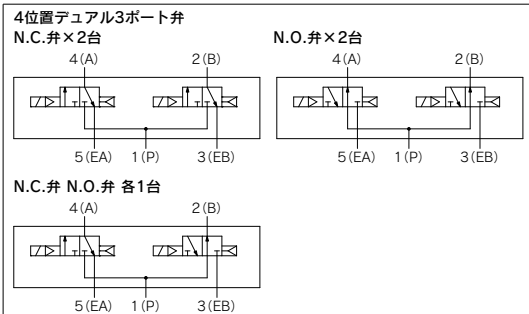 4位置デュアル3ポート弁
N.C.弁×2台
4(A)
2(B)
5(EA)
1(P)
3(EB)
N.O.弁×2台
4(A)
2(B)
5(EA)
1(P)
3(EB)
N.C.弁 N.O.弁 各1台
4(A)
2(B)
5(EA)
1(P)
3(EB)